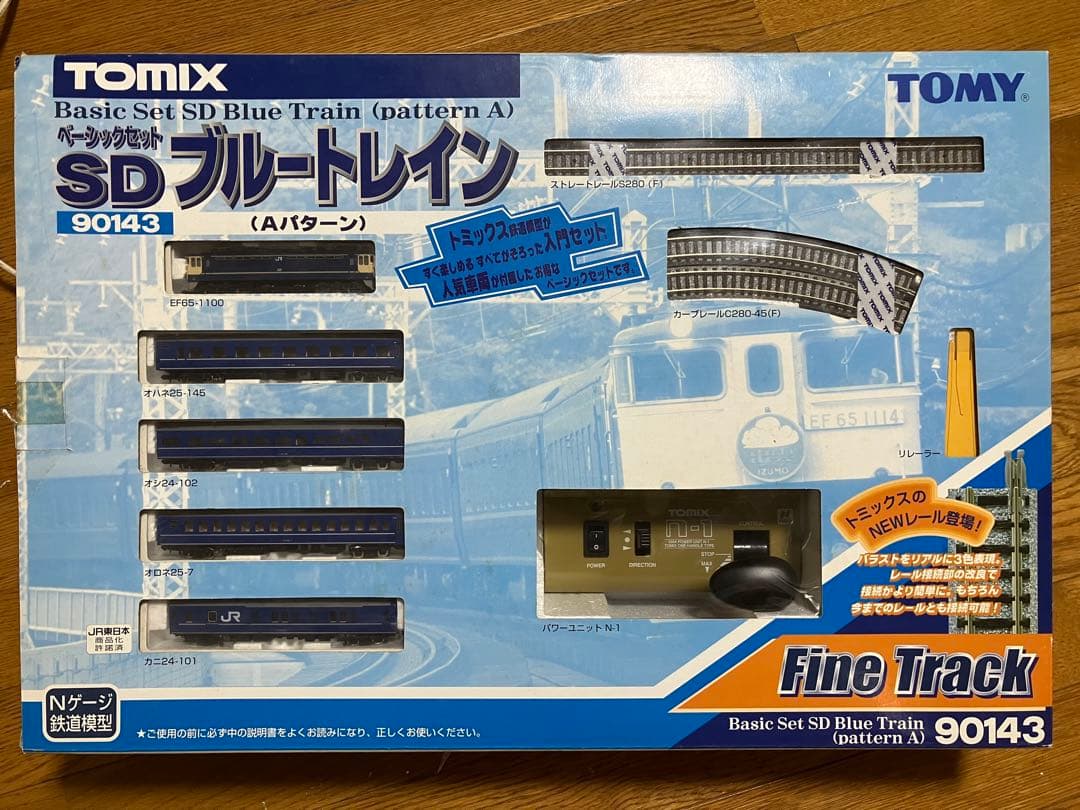 TOMIX
Basic Set SD Blue Train (pattern A)
ベーシックセット
SDブルートレイン
90143
(Aパターン)
TOMY®
ストレートレールS280 (F)
トミックス鉄道模型が
すぐ楽しめる すべてがそろった入門セット。
人気車両が付属したお得な ベーシックセットです。
カーブレールC280-45(F)
EF65-1100
オハネ25-145
オシ24-102
オロネ25-7
JR
カニ24-101
JR東日本
商品化
許諾済
EF65 1114
IZUMO
リレーラー
TOMIX
N-1
CONTROL
POWER
DIRECTION
STOP
MAX
パワーユニット N-1
トミックスの
NEWレール登場!
バラストをリアルに3色表現。
レール接続部の改良で
接続がより簡単に。もちろん
今までのレールとも接続可能!
Fine Track
Basic Set SD Blue Train
(pattern A)
90143
Nゲージ
鉄道模型
★ご使用の前に必ず中の説明書をよくお読みになり、正しくお使いください。